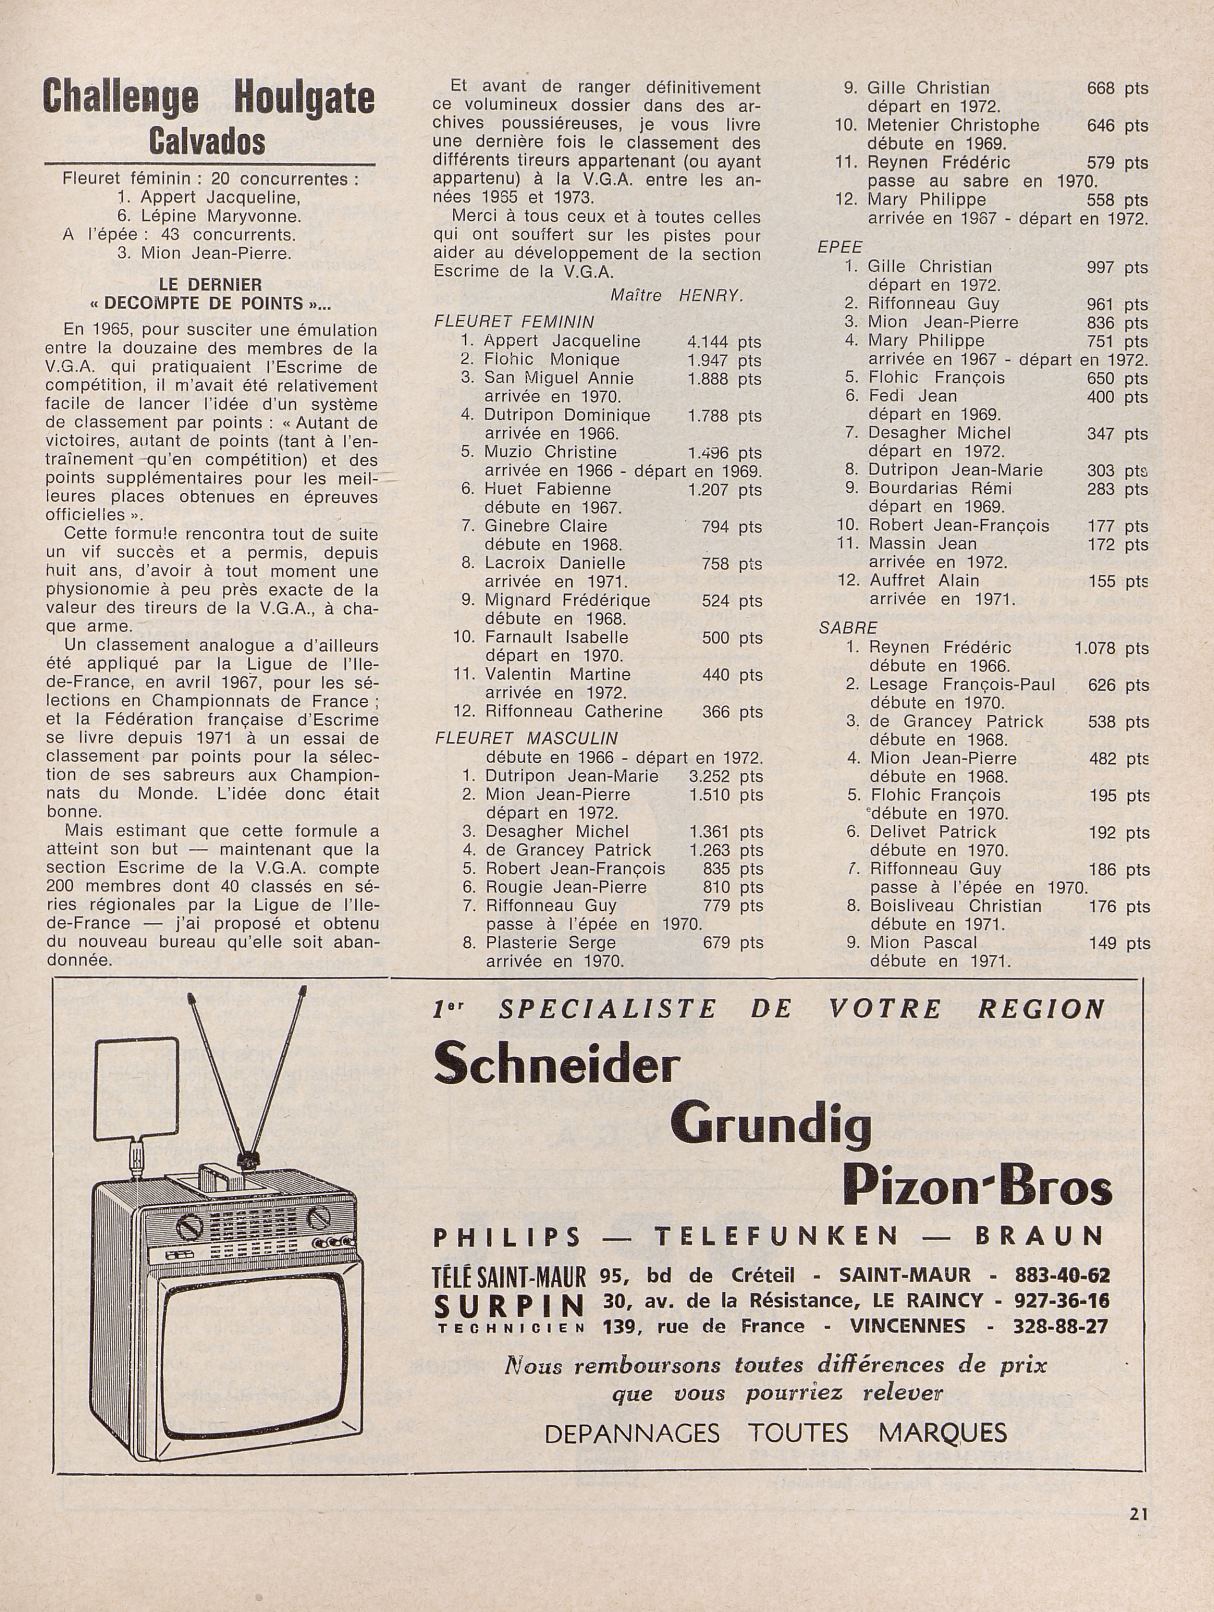 Challenge Houlgate
Calvados
Fleuret féminin : 20 concurrentes :
1. Appert Jacqueline,
6. Lépine Maryvonne.
A l'épée : 43 concurrents.
3. Mion Jean-Pierre.
LE DERNIER
« DECOMPTE DE POINTS »...
En 1965, pour susciter une émulation
entre la douzaine des membres de la
V.G.A. qui pratiquaient l'Escrime de
compétition, il m'avait été relativement
facile de lancer l'idée d'un système
de classement par points : « Autant de
victoires, autant de points (tant à l'en-
traînement qu'en compétition) et des
points supplémentaires pour les meil-
leures places obtenues en épreuves
officielles ».
Cette formule rencontra tout de suite
un vif succès et a permis, depuis
huit ans, d'avoir à tout moment une
physionomie à peu près exacte de la
valeur des tireurs de la V.G.A., à cha-
que arme.
Un classement analogue a d'ailleurs
été appliqué par la Ligue de l'Ile-
de-France, en avril 1967, pour les sé-
lections en Championnats de France ;
et la Fédération française d'Escrime
se livre depuis 1971 à un essai de
classement par points pour la sélec-
tion de ses sabreurs aux Champion-
nats du Monde. L'idée donc était
bonne.
Mais estimant que cette formule a
atteint son but — maintenant que la
section Escrime de la V.G.A. compte
200 membres dont 40 classés en sé-
ries régionales par la Ligue de l'Ile-
de-France — j'ai proposé et obtenu
du nouveau bureau qu'elle soit aban-
donnée.
Et avant de ranger définitivement
ce volumineux dossier dans des ar-
chives poussiéreuses, je vous livre
une dernière fois le classement des
différents tireurs appartenant (ou ayant
appartenu) à la V.G.A. entre les an-
nées 1965 et 1973.
Merci à tous ceux et à toutes celles
qui ont souffert sur les pistes pour
aider au développement de la section
Escrime de la V.G.A.
Maître HENRY.
FLEURET FEMININ
1. Appert Jacqueline 4.144 pts
2. Flohic Monique 1.947 pts
3. San Miguel Annie 1.888 pts
arrivée en 1970.
4. Dutripon Dominique 1.788 pts
arrivée en 1966.
5. Muzio Christine 1.496 pts
arrivée en 1966 - départ en 1969.
6. Huet Fabienne 1.207 pts
débute en 1967.
7. Ginebre Claire 794 pts
débute en 1968.
8. Lacroix Danielle 758 pts
arrivée en 1971.
9. Mignard Frédérique 524 pts
débute en 1968.
10. Farnault Isabelle 500 pts
départ en 1970.
11. Valentin Martine 440 pts
arrivée en 1972.
12. Riffonneau Catherine 366 pts
FLEURET MASCULIN
débute en 1966 - départ en 1972.
1. Dutripon Jean-Marie 3.252 pts
2. Mion Jean-Pierre 1.510 pts
départ en 1972.
3. Desagher Michel 1.361 pts
4. de Grancey Patrick 1.263 pts
5. Robert Jean-François 835 pts
6. Rougie Jean-Pierre 810 pts
7. Riffonneau Guy 779 pts
passe à l'épée en 1970.
8. Plasterie Serge 679 pts
arrivée en 1970.
9. Gille Christian 668 pts
départ en 1972.
10. Metenier Christophe 646 pts
débute en 1969.
11. Reynen Frédéric 579 pts
passe au sabre en 1970.
12. Mary Philippe 558 pts
arrivée en 1967 - départ en 1972.
EPEE
1. Gille Christian 997 pts
départ en 1972.
2. Riffonneau Guy 961 pts
3. Mion Jean-Pierre 836 pts
4. Mary Philippe 751 pts
arrivée en 1967 - départ en 1972.
5. Flohic François 650 pts
6. Fedi Jean 400 pts
départ en 1969.
7. Desagher Michel 347 pts
départ en 1972.
8. Dutripon Jean-Marie 303 pts
9. Bourdarias Rémi 283 pts
départ en 1969.
10. Robert Jean-François 177 pts
11. Massin Jean 172 pts
arrivée en 1972.
12. Auffret Alain 155 pts
arrivée en 1971.
SABRE
1. Reynen Frédéric 1.078 pts
débute en 1966.
2. Lesage François-Paul 626 pts
débute en 1970.
3. de Grancey Patrick 538 pts
débute en 1968.
4. Mion Jean-Pierre 482 pts
débute en 1968.
5. Flohic François 195 pts
débute en 1970.
6. Delivet Patrick 192 pts
débute en 1970.
7. Riffonneau Guy 186 pts
passe à l'épée en 1970.
8. Boisliveau Christian 176 pts
débute en 1971.
9. Mion Pascal 149 pts
débute en 1971.
1er SPECIALISTE DE VOTRE REGION
Schneider
Grundig
Pizon-Bros
PHILIPS — TELEFUNKEN — BRAUN
TÉLÉ SAINT-MAUR 95, bd de Créteil - SAINT-MAUR - 883-40-62
SURPIN 30, av. de la Résistance, LE RAINCY - 927-36-16
TECHNICIEN 139, rue de France - VINCENNES - 328-88-27
Nous remboursons toutes différences de prix
que vous pourriez relever
DEPANNAGES TOUTES MARQUES
21